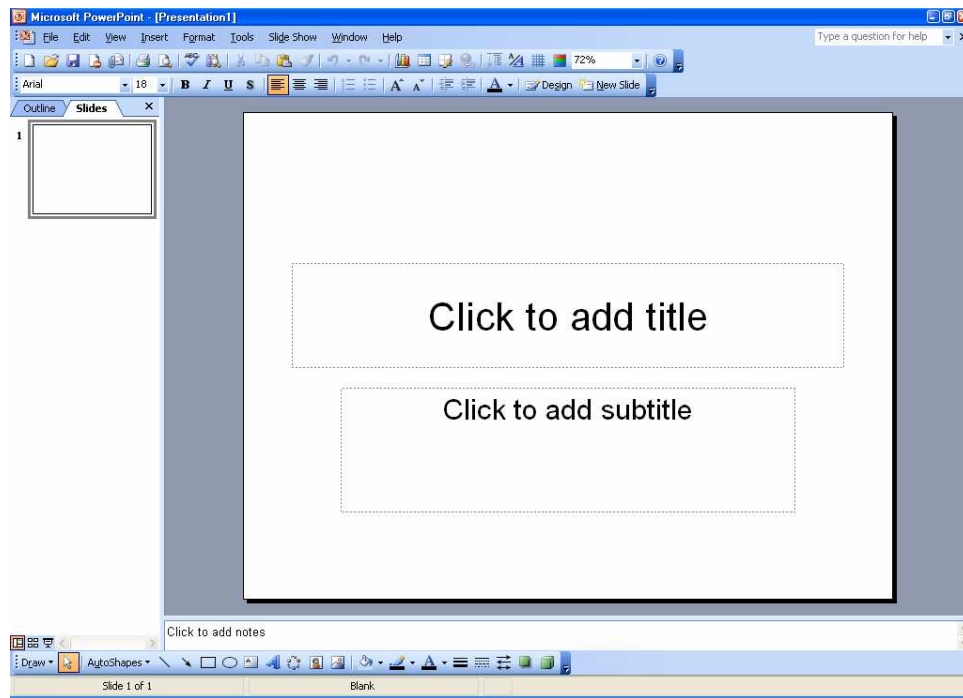 Microsoft PowerPoint - [Presentation1]
File Edit View Insert Format Tools Slide Show Window Help Type a question for help
72%
Arial 18 B I U S A A A Design New Slide
Outline Slides
1
Click to add title
Click to add subtitle
Click to add notes
Draw AutoShapes A
Slide 1 of 1 Blank